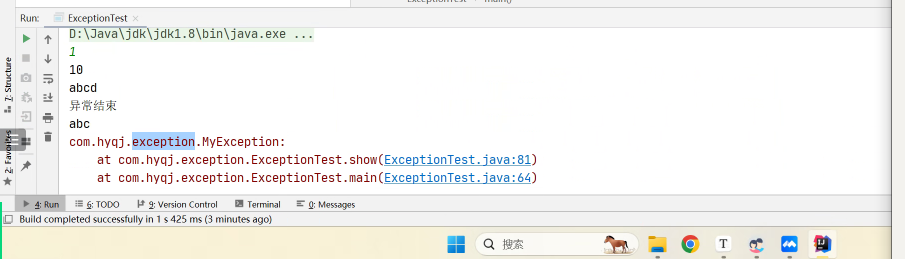 ExceptionTest
main()
Run:
ExceptionTest
D:\Java\jdk\jdk1.8\bin\java.exe ...
1
10
abcd
异常结束
abc
com.hyqj.exception.MyException:
at com.hyqj.exception.ExceptionTest.show(ExceptionTest.java:81)
at com.hyqj.exception.ExceptionTest.main(ExceptionTest.java:64)
7: Structure
2: Favorites
4: Run
6: TODO
9: Version Control
Terminal
0: Messages
Build completed successfully in 1 s 425 ms (3 minutes ago)
搜索
T